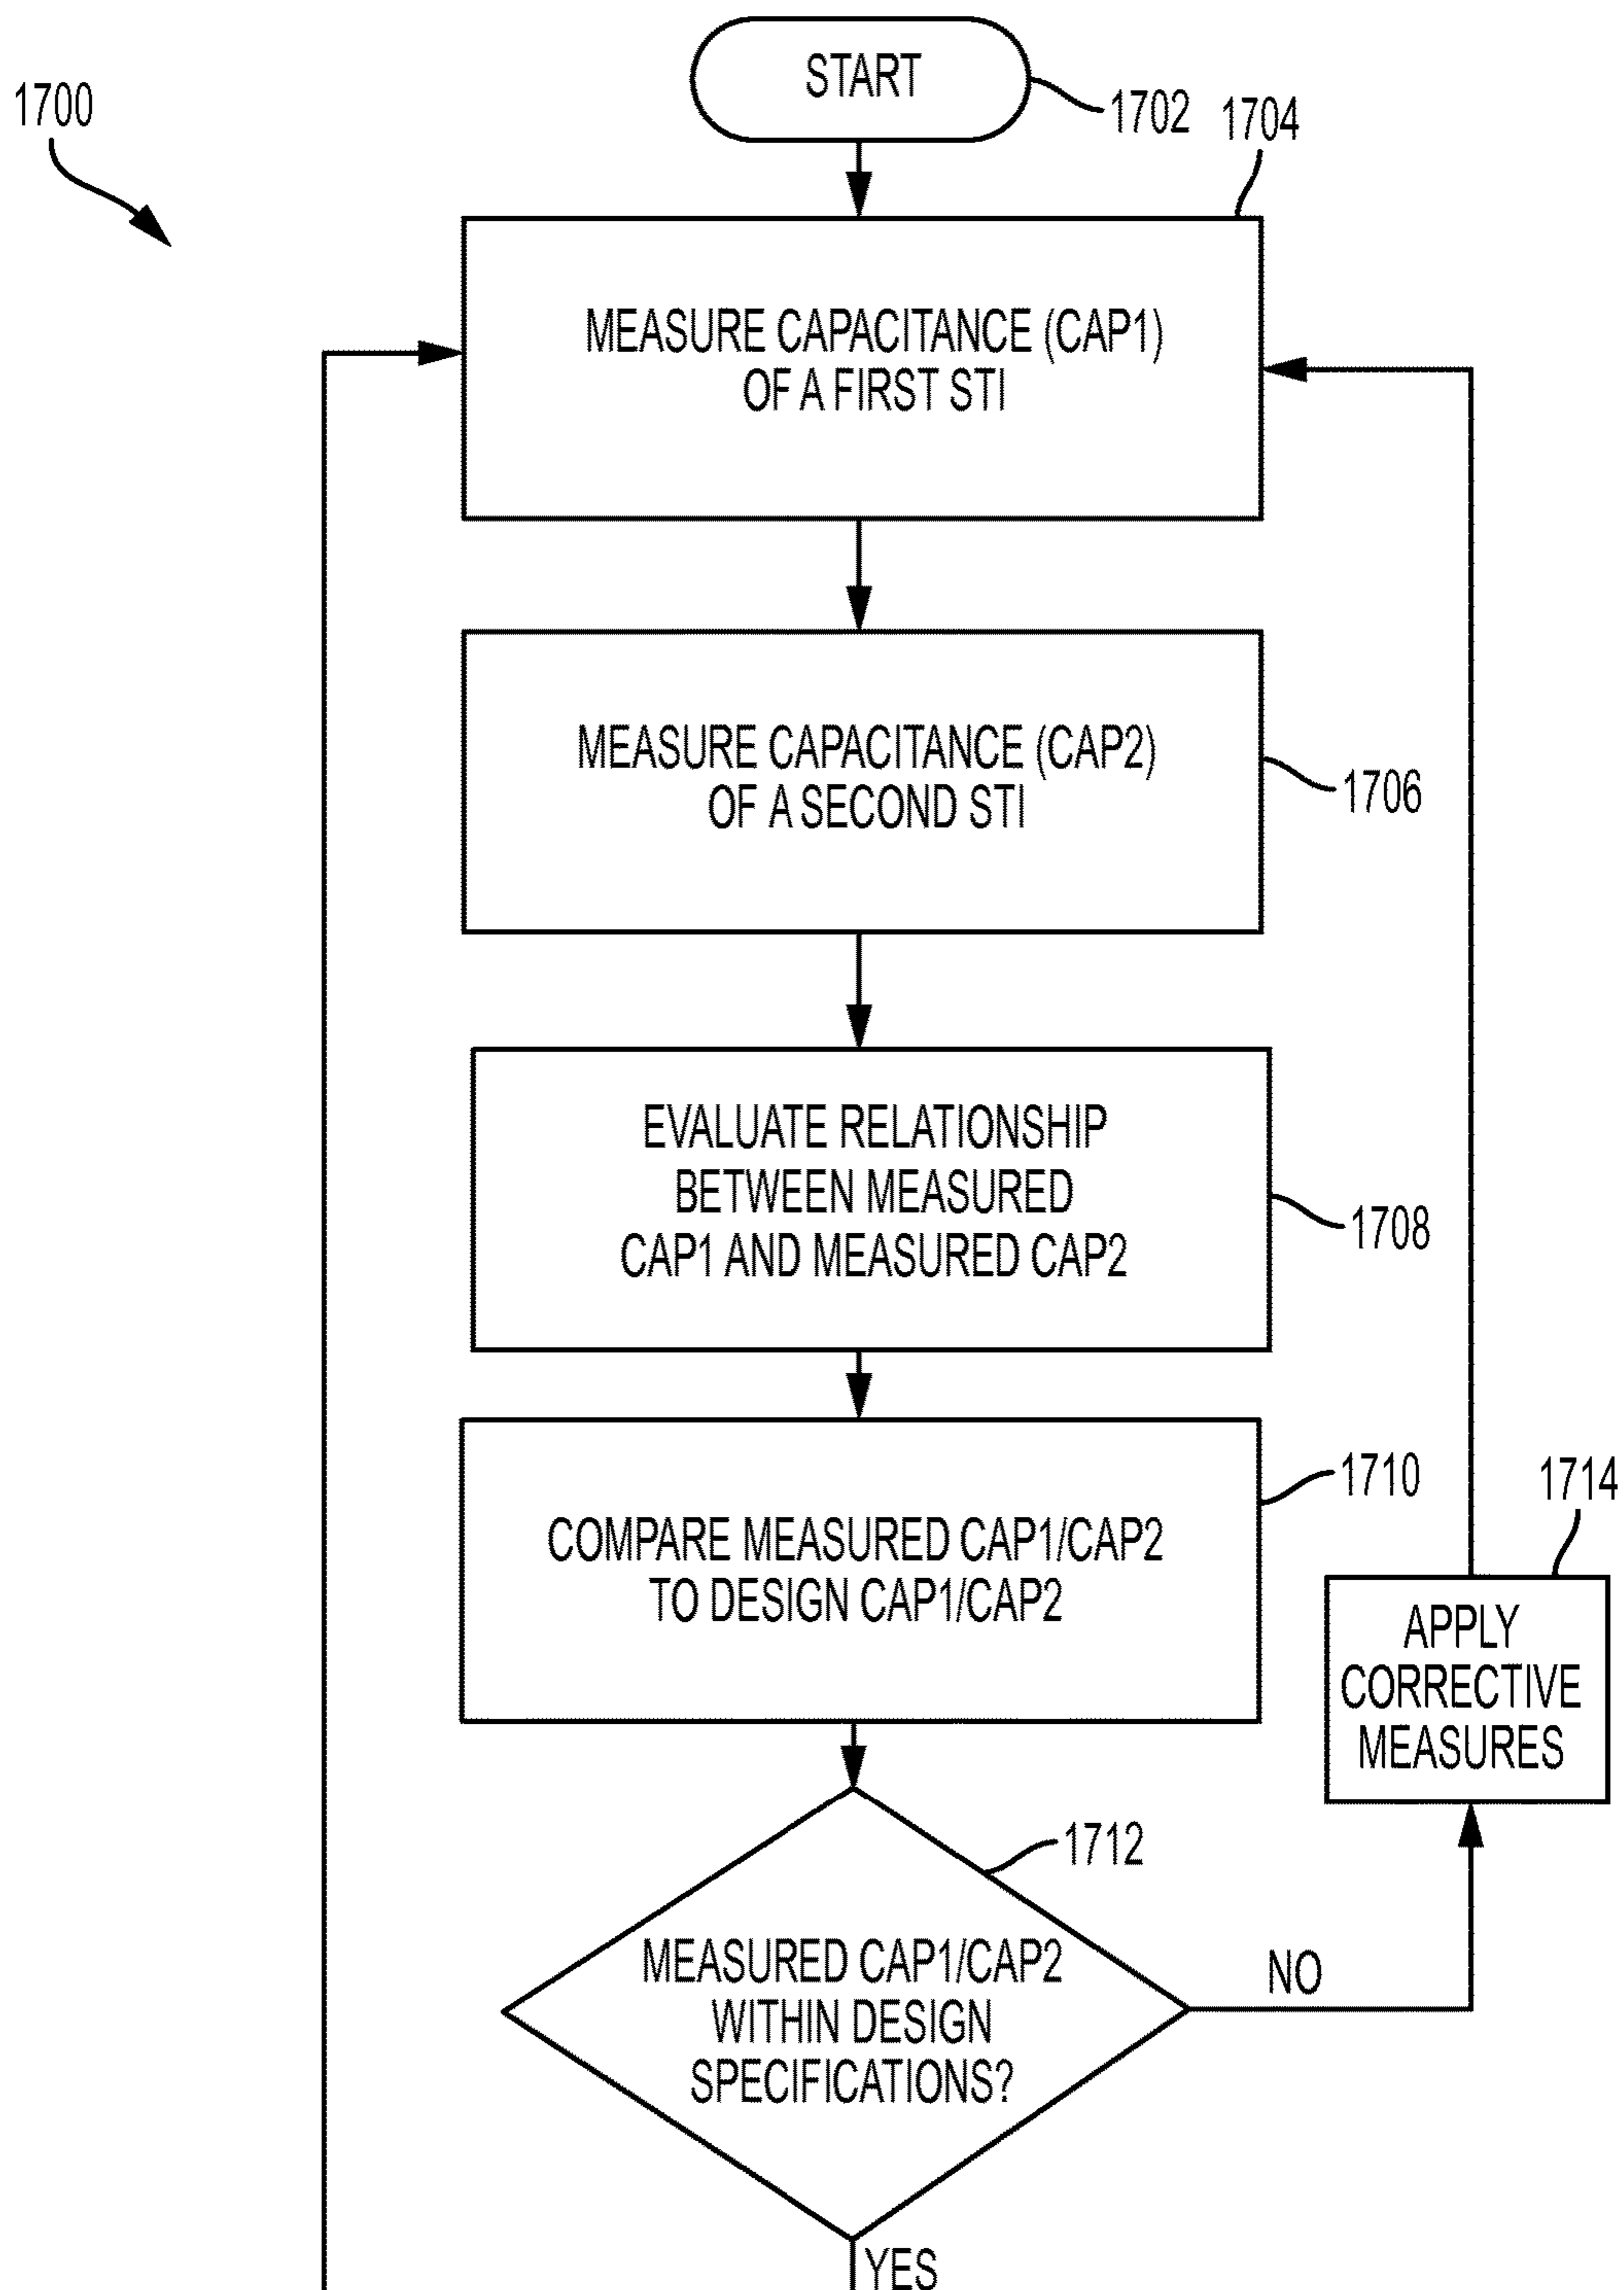 START
1702
1704
1700
MEASURE CAPACITANCE (CAP1)
OF A FIRST STI
MEASURE CAPACITANCE (CAP2)
OF A SECOND STI
1706
EVALUATE RELATIONSHIP
BETWEEN MEASURED
CAP1 AND MEASURED CAP2
1708
COMPARE MEASURED CAP1/CAP2
TO DESIGN CAP1/CAP2
1710
1714
APPLY
CORRECTIVE
MEASURES
1712
MEASURED CAP1/CAP2
WITHIN DESIGN
SPECIFICATIONS?
NO
YES